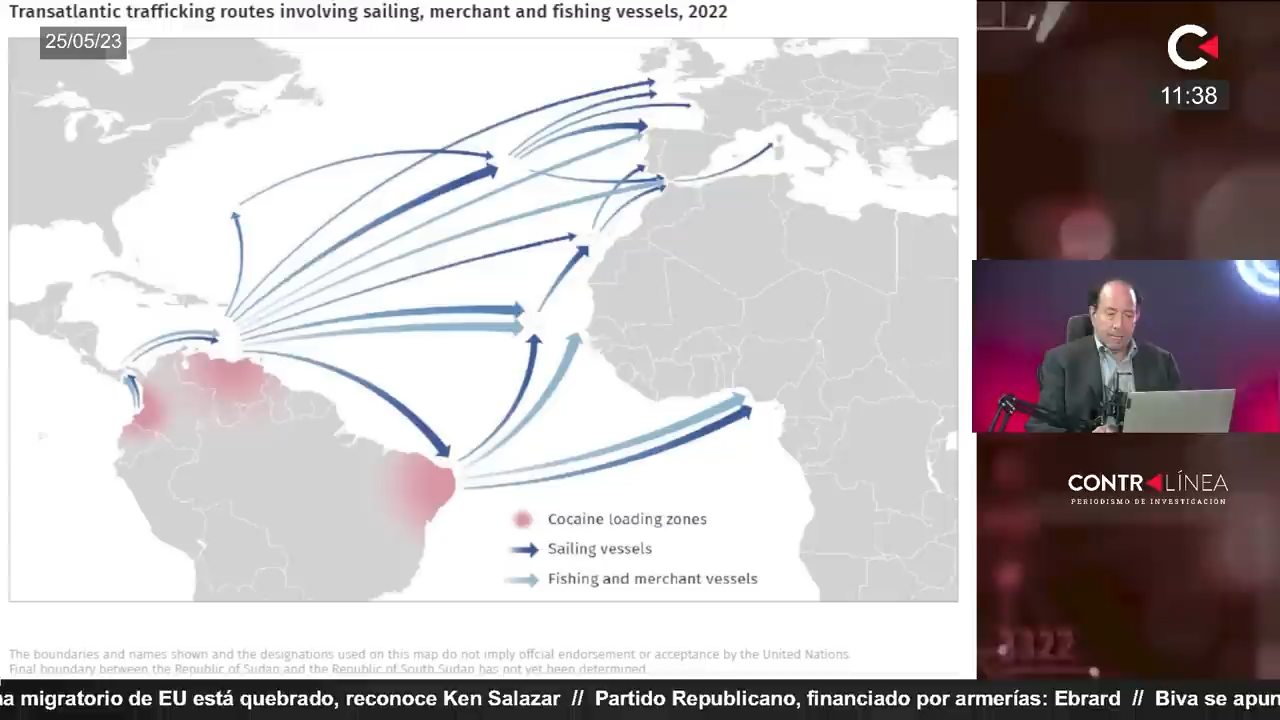 Transatlantic trafficking routes involving sailing, merchant and fishing vessels, 2022
25/05/23
11:38
Cocaine loading zones
Sailing vessels
Fishing and merchant vessels
CONTR LÍNEA
PERIODISMO DE INVESTIGACIÓN
The boundaries and names shown and the designations used on this map do not imply offcial endorsement or acceptance by the United Nations.
Final boundary between the Republic of Sudan and the Republic of South Sudan has not yet been determined.
migratorio de EU está quebrado, reconoce Ken Salazar // Partido Republicano, financiado por armerías: Ebrard // Biva se